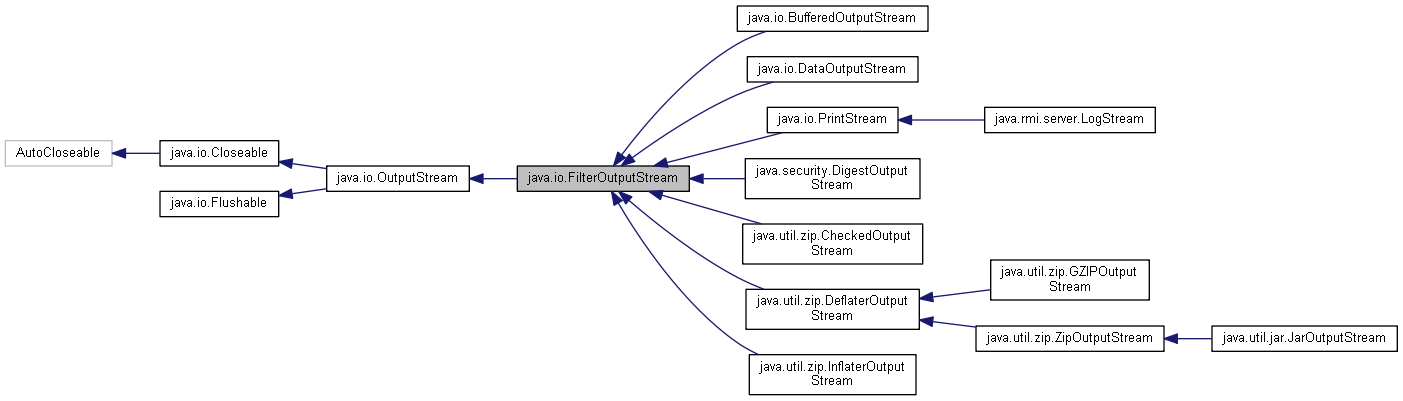 java.io.BufferedOutputStream
java.io.DataOutputStream
java.io.PrintStream
java.rmi.server.LogStream
AutoCloseable
java.io.Closeable
java.io.Flushable
java.io.OutputStream
java.io.FilterOutputStream
java.security.DigestOutput
Stream
java.util.zip.CheckedOutput
Stream
java.util.zip.DeflaterOutput
Stream
java.util.zip.GZIPOutput
Stream
java.util.zip.ZipOutputStream
java.util.jar.JarOutputStream
java.util.zip.InflaterOutput
Stream